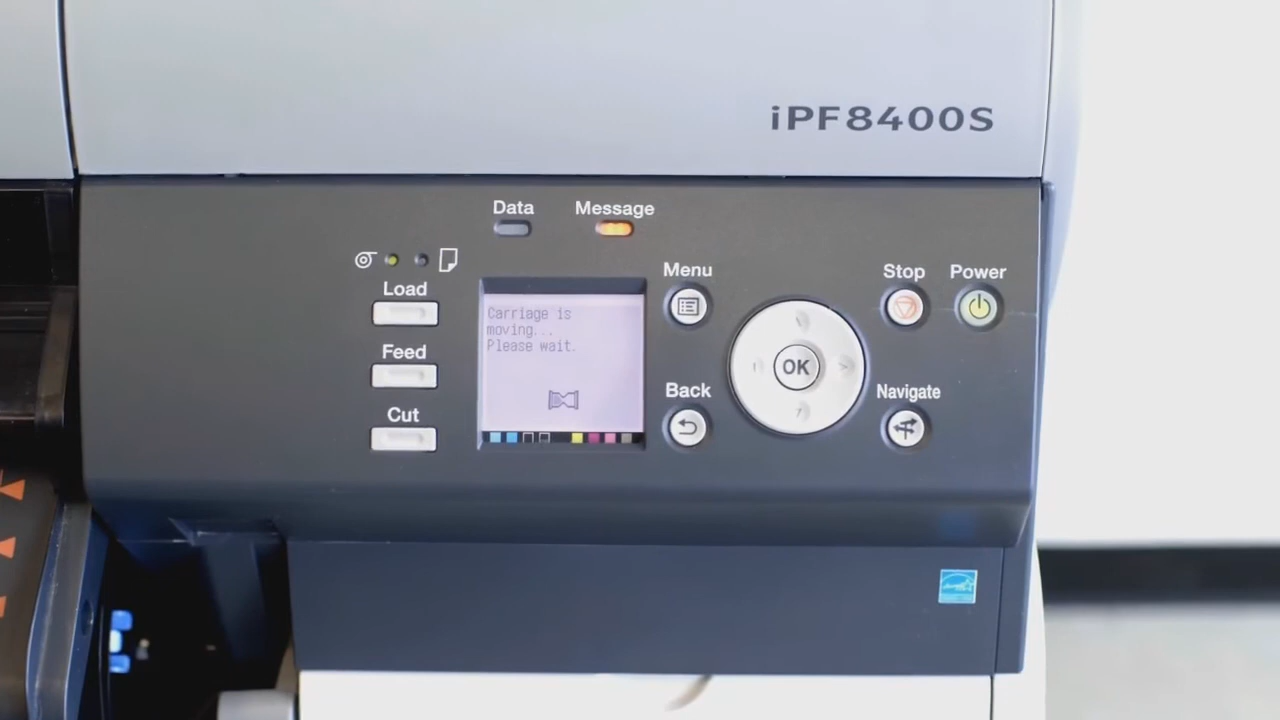 iPF8400S
Data
Message
Load
Feed
Cut
Carriage is
moving...
Please wait.
Menu
Back
OK
Stop
Power
Navigate